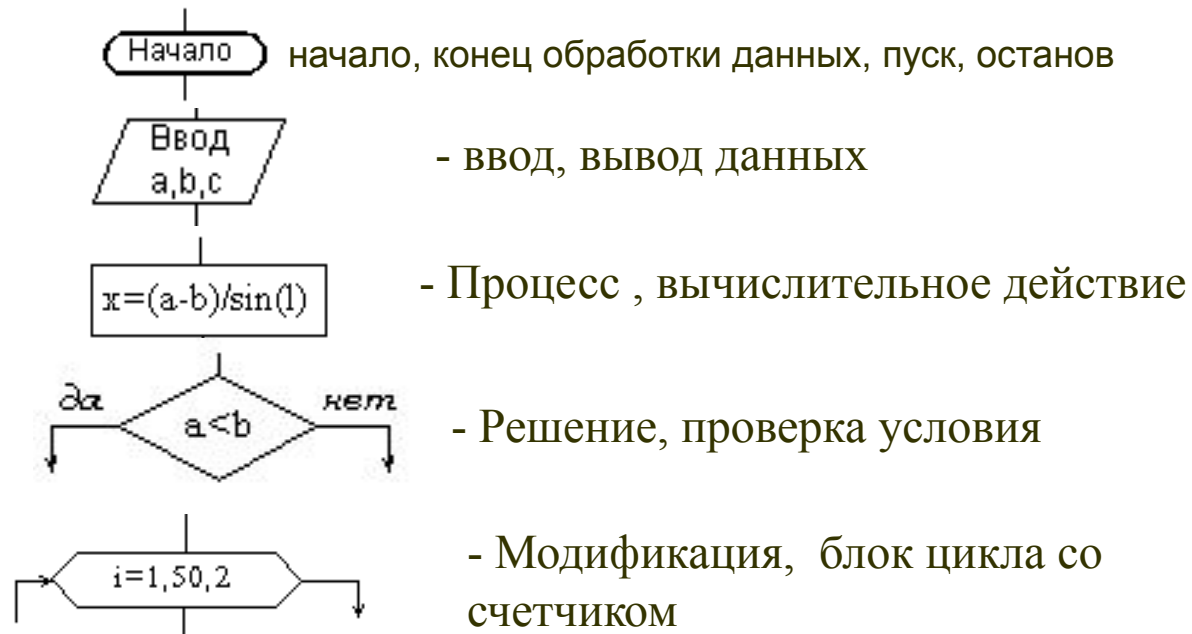 Начало
начало, конец обработки данных, пуск, останов
Ввод
a,b,c
- ввод, вывод данных
x=(a-b)/sin(l)
- Процесс , вычислительное действие
да
нет
a<b
- Решение, проверка условия
i=1,50,2
- Модификация, блок цикла со
счетчиком